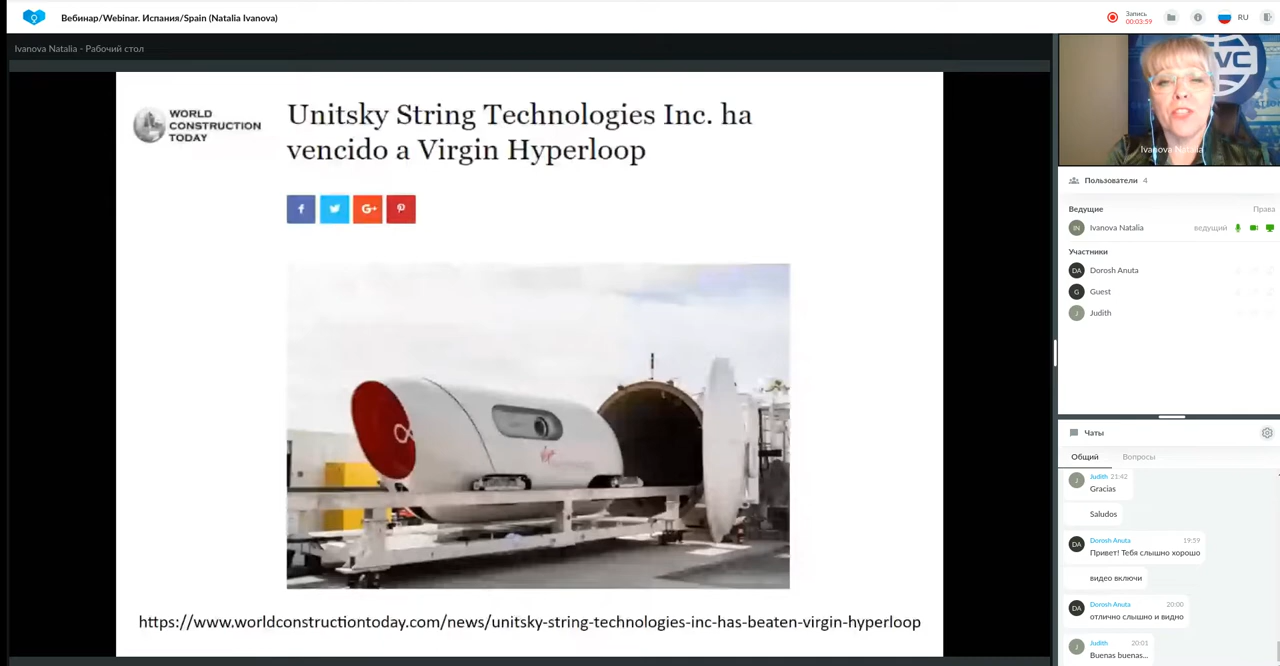 Вебинар/Webinar. Испания/Spain (Natalia Ivanova)
Запись
00:03:59
RU
Ivanova Natalia - Рабочий стол
WORLD
CONSTRUCTION
TODAY
Unitsky String Technologies Inc. ha
vencido a Virgin Hyperloop
https://www.worldconstructiontoday.com/news/unitsky-string-technologies-inc-has-beaten-virgin-hyperloop
Ivanova Natalia
Пользователи 4
Ведущие Права
IN Ivanova Natalia ведущий
Участники
DA Dorosh Anuta
G Guest
J Judith
Чаты
Общий Вопросы
J Judith 21:42
Gracias
Saludos
DA Dorosh Anuta 19:59
Привет! Тебя слышно хорошо
видео включи
DA Dorosh Anuta 20:00
отлично слышно и видно
J Judith 20:01
Buenas buenas...